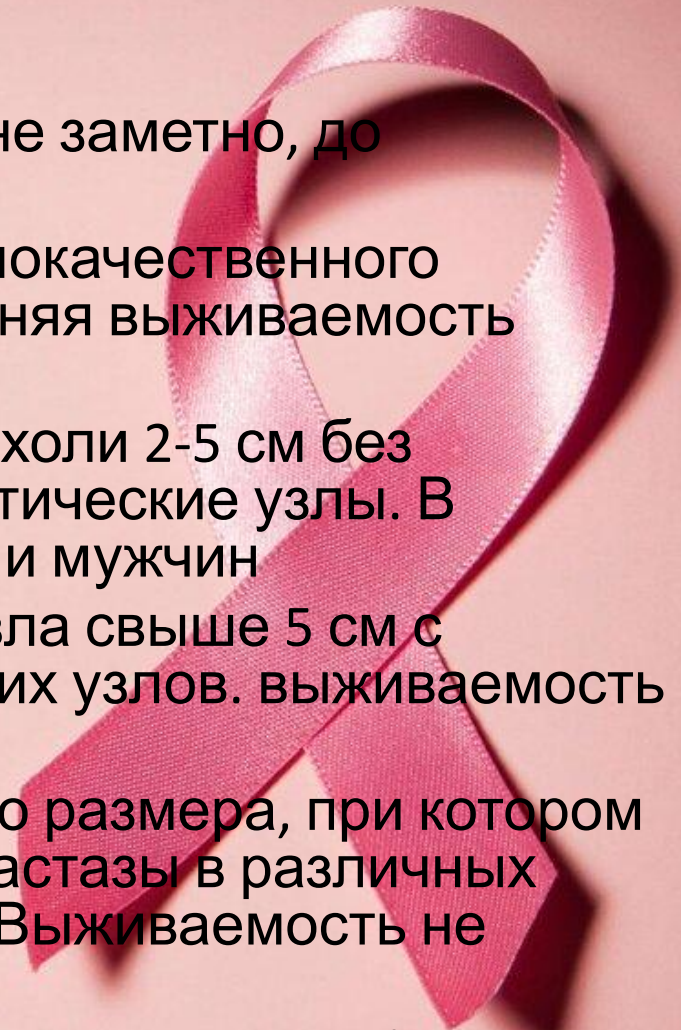 не заметно, до
локачественного
няя выживаемость
холи 2-5 см без
тические узлы. В
и мужчин
зла свыше 5 см с
их узлов. выживаемость
о размера, при котором
астазы в различных
Выживаемость не